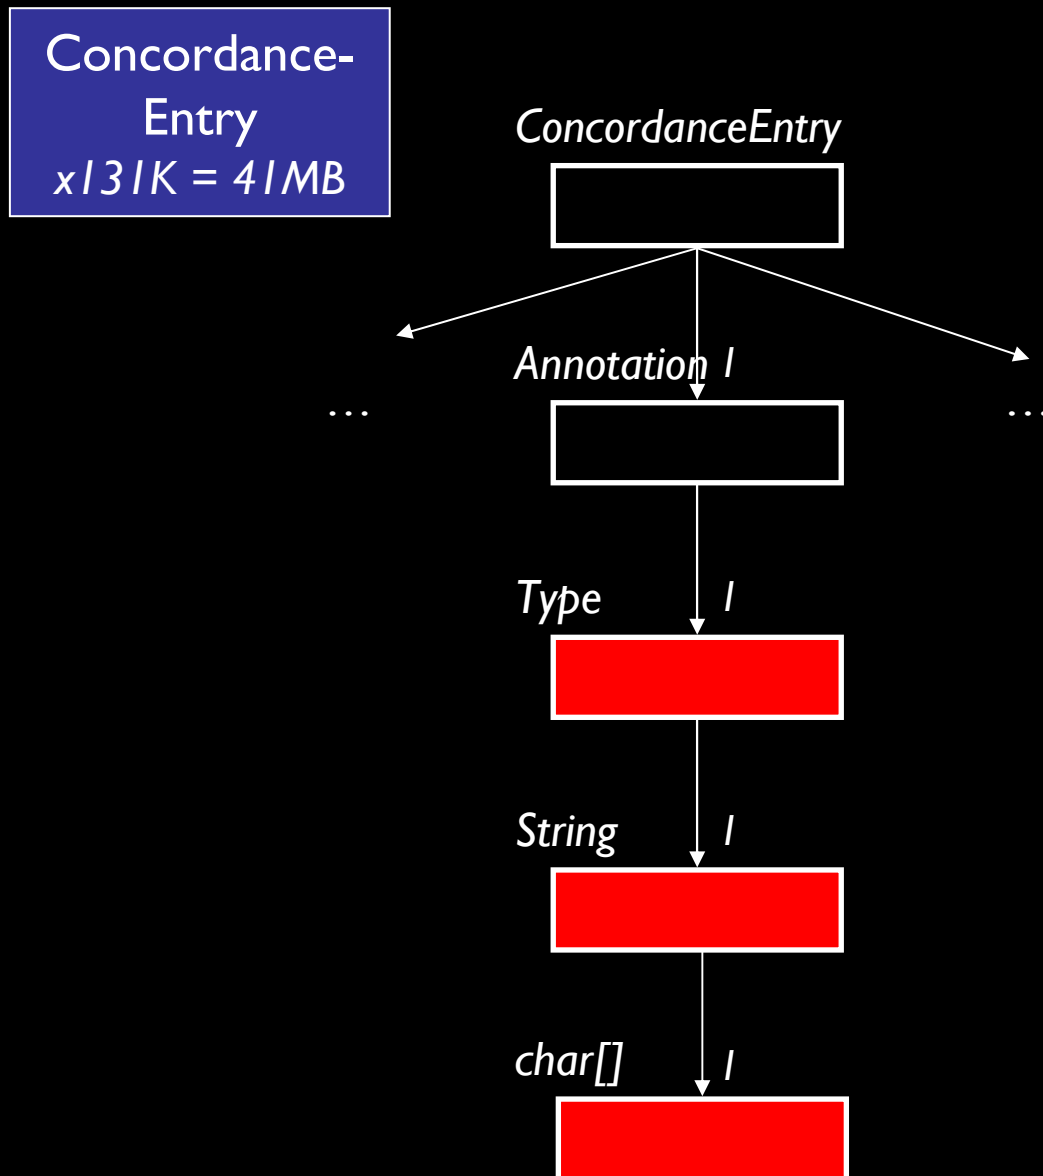 Concordance-
Entry
x131K = 41MB
ConcordanceEntry
Annotation 1
...
...
Type 1
String 1
char[] 1